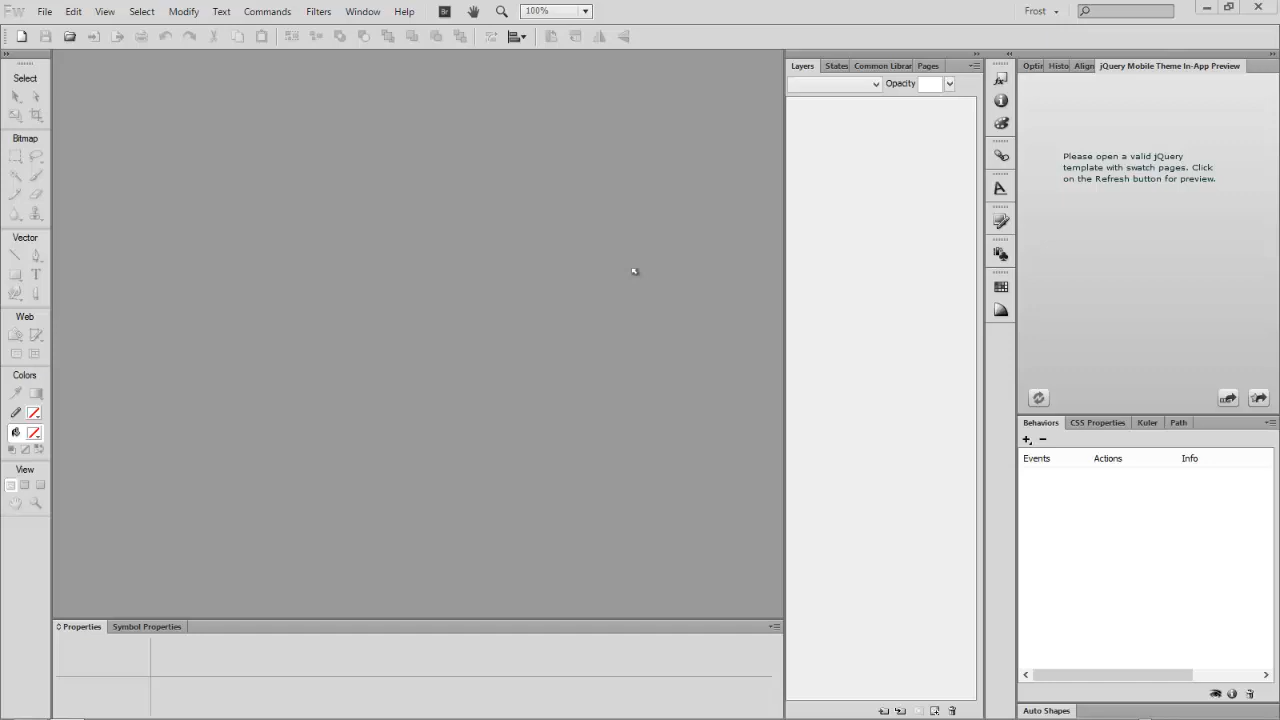 Fw File Edit View Select Modify Text Commands Filters Window Help Br 100% Frost
Select
Bitmap
Vector
T
Web
Colors
View
Properties Symbol Properties
Layers States Common Librar Pages
Opacity
Optir Histo Align jQuery Mobile Theme In-App Preview
Please open a valid jQuery
template with swatch pages. Click
on the Refresh button for preview.
Behaviors CSS Properties Kuler Path
Events Actions Info
Auto Shapes